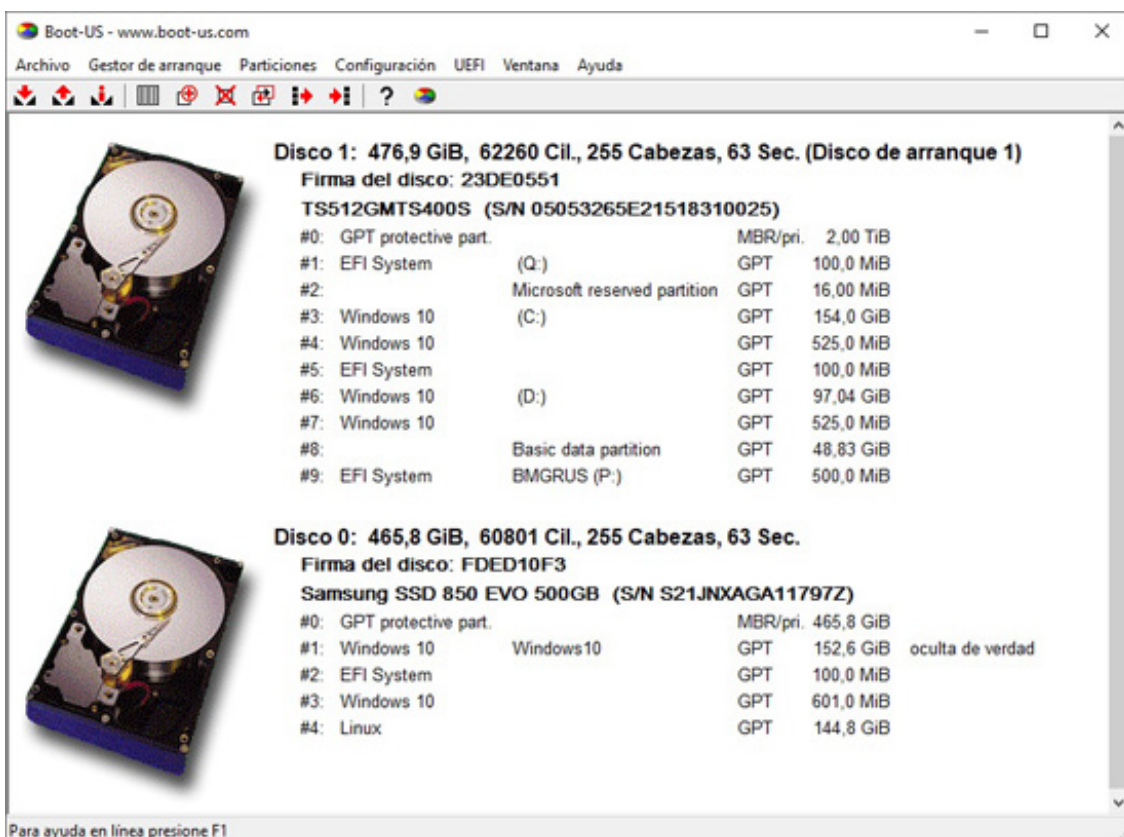 Boot-US - www.boot-us.com
Archivo Gestor de arranque Particiones Configuración UEFI Ventana Ayuda
?
Disco 1: 476,9 GiB, 62260 Cil., 255 Cabezas, 63 Sec. (Disco de arranque 1)
Firma del disco: 23DE0551
TS512GMTS400S (S/N 05053265E21518310025)
#0: GPT protective part. MBR/pri. 2,00 TiB
#1: EFI System (Q:) GPT 100,0 MiB
#2: Microsoft reserved partition GPT 16,00 MiB
#3: Windows 10 (C:) GPT 154,0 GiB
#4: Windows 10 GPT 525,0 MiB
#5: EFI System GPT 100,0 MiB
#6: Windows 10 (D:) GPT 97,04 GiB
#7: Windows 10 GPT 525,0 MiB
#8: Basic data partition GPT 48,83 GiB
#9: EFI System BMGRUS (P:) GPT 500,0 MiB
Disco 0: 465,8 GiB, 60801 Cil., 255 Cabezas, 63 Sec.
Firma del disco: FDED10F3
Samsung SSD 850 EVO 500GB (S/N S21JNXAGA11797Z)
#0: GPT protective part. MBR/pri. 465,8 GiB
#1: Windows 10 Windows10 GPT 152,6 GiB oculta de verdad
#2: EFI System GPT 100,0 MiB
#3: Windows 10 GPT 601,0 MiB
#4: Linux GPT 144,8 GiB
Para ayuda en línea presione F1